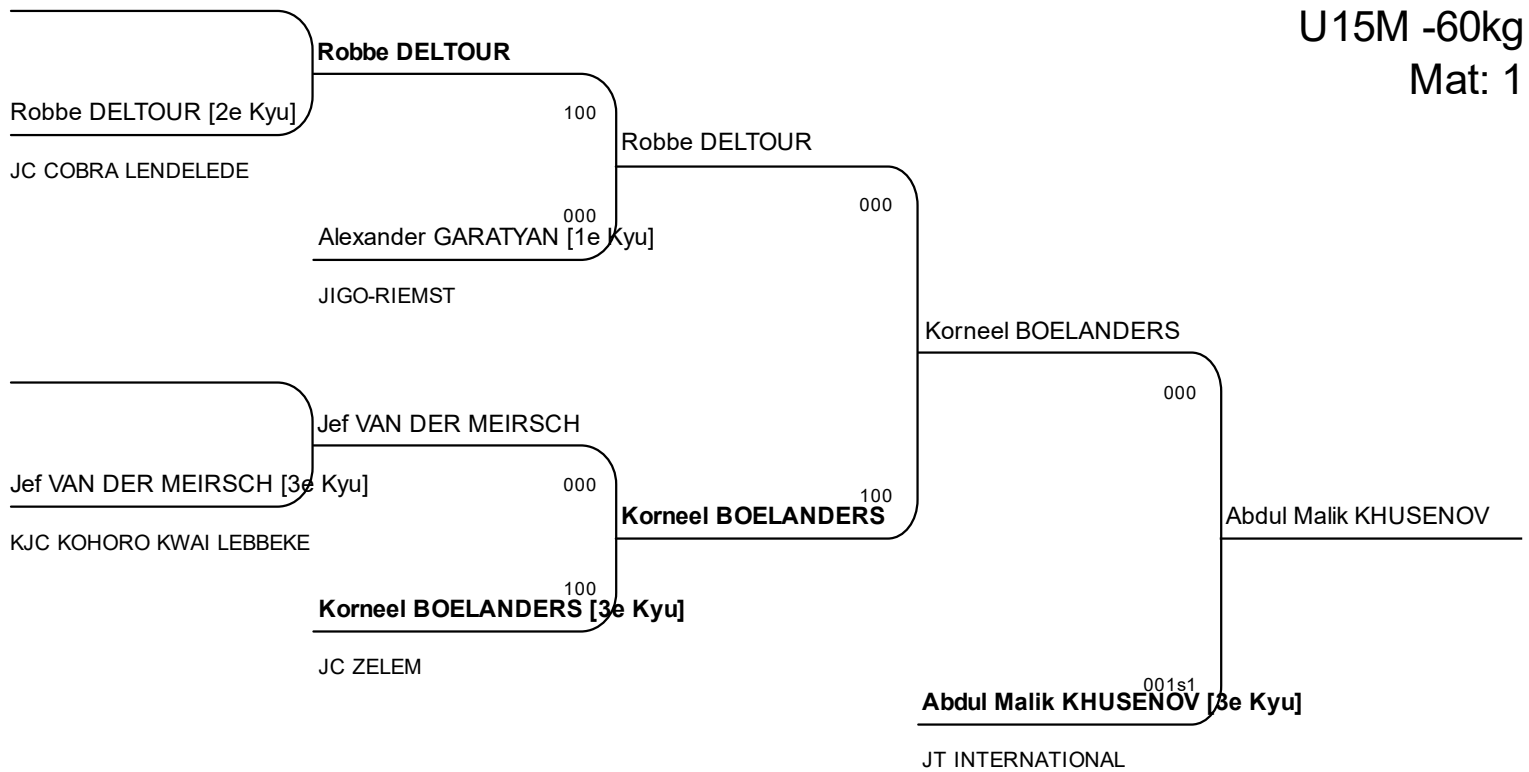 U15M -60kg
Mat: 1
Robbe DELTOUR
Robbe DELTOUR [2e Kyu]
JC COBRA LENDELEDE
100
Robbe DELTOUR
000
Alexander GARATYAN [1e Kyu]
JIGO-RIEMST
000
Korneel BOELANDERS
Jef VAN DER MEIRSCH
Jef VAN DER MEIRSCH [3e Kyu]
KJC KOHORO KWAI LEBBEKE
000
Korneel BOELANDERS
100
100
Korneel BOELANDERS [3e Kyu]
JC ZELEM
000
Abdul Malik KHUSENOV
001s1
Abdul Malik KHUSENOV [3e Kyu]
JT INTERNATIONAL